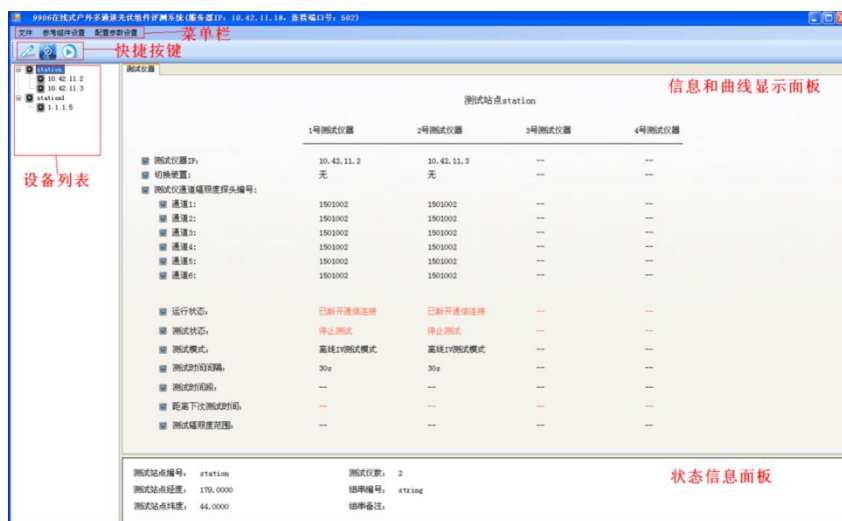 9906在线式户外多通道光伏组件评测系统(服务器IP: 10.42.11.18, 连接端口号: 502)
文件 参考组件设置 配置参数设置 菜单栏
快捷按键
station
10.42.11.2
10.42.11.3
station1
1.1.1.5
设备列表
测试仪器
信息和曲线显示面板
测试站点station
1号测试仪器 2号测试仪器 3号测试仪器 4号测试仪器
测试仪器IP: 10.42.11.2 10.42.11.3 -- --
切换装置: 无 无 -- --
测试仪通道辐照度探头编号:
通道1: 1501002 1501002 -- --
通道2: 1501002 1501002 -- --
通道3: 1501002 1501002 -- --
通道4: 1501002 1501002 -- --
通道5: 1501002 1501002 -- --
通道6: 1501002 1501002 -- --
运行状态: 已断开通信连接 已断开通信连接 -- --
测试状态: 停止测试 停止测试 -- --
测试模式: 离线IV测试模式 离线IV测试模式 -- --
测试时间间隔: 30s 30s -- --
测试时间段: -- -- -- --
距离下次测试时间: -- -- -- --
测试辐照度范围: -- -- -- --
测试站点编号: station 测试仪数: 2
测试站点经度: 179.0000 组串编号: string
测试站点纬度: 44.0000 组串备注:
状态信息面板